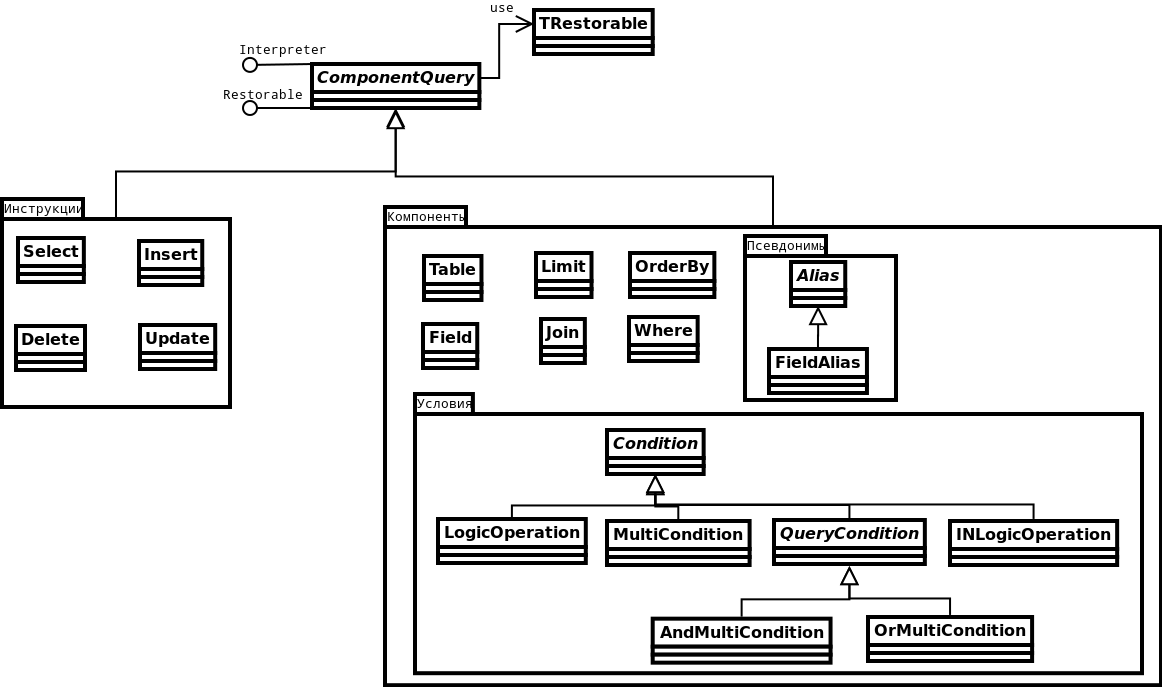 use
TRestorable
Interpreter
ComponentQuery
Restorable
Инструкции
Select
Insert
Delete
Update
Компоненты
Table
Limit
OrderBy
Field
Join
Where
Псевдонимы
Alias
FieldAlias
Условия
Condition
LogicOperation
MultiCondition
QueryCondition
INLogicOperation
AndMultiCondition
OrMultiCondition